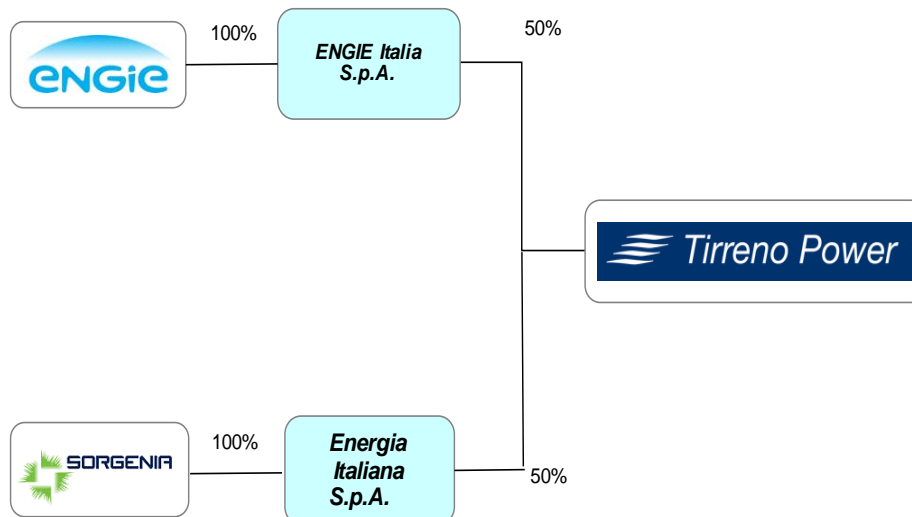 100%
50%
ENGIE
ENGIE Italia
S.p.A.
Tirreno Power
100%
SORGENIA
Energia
Italiana
S.p.A.
50%